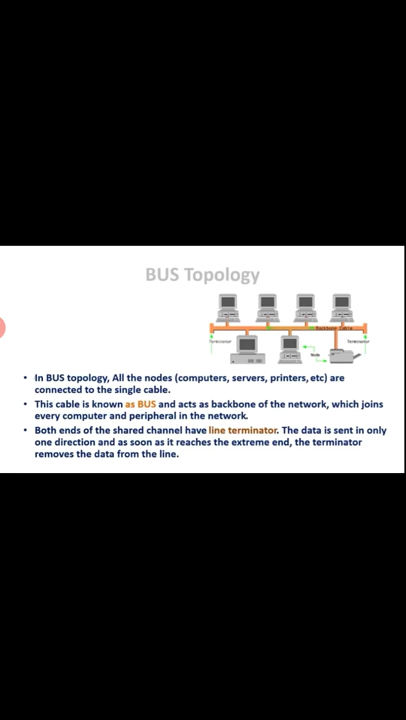 BUS Topology
Backbone Cable
Terminator
Terminator
Node
• In BUS topology, All the nodes (computers, servers, printers, etc) are
connected to the single cable.
• This cable is known as BUS and acts as backbone of the network, which joins
every computer and peripheral in the network.
• Both ends of the shared channel have line terminator. The data is sent in only
one direction and as soon as it reaches the extreme end, the terminator
removes the data from the line.